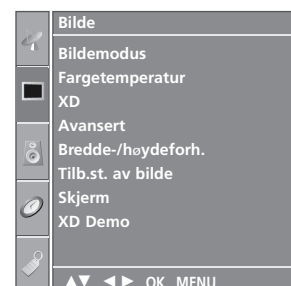 Bilde
Bildemodus
Fargetemperatur
XD
Avansert
Bredde-/høydeforh.
Tilb.st. av bilde
Skjerm
XD Demo
▲▼ ◄► OK MENU